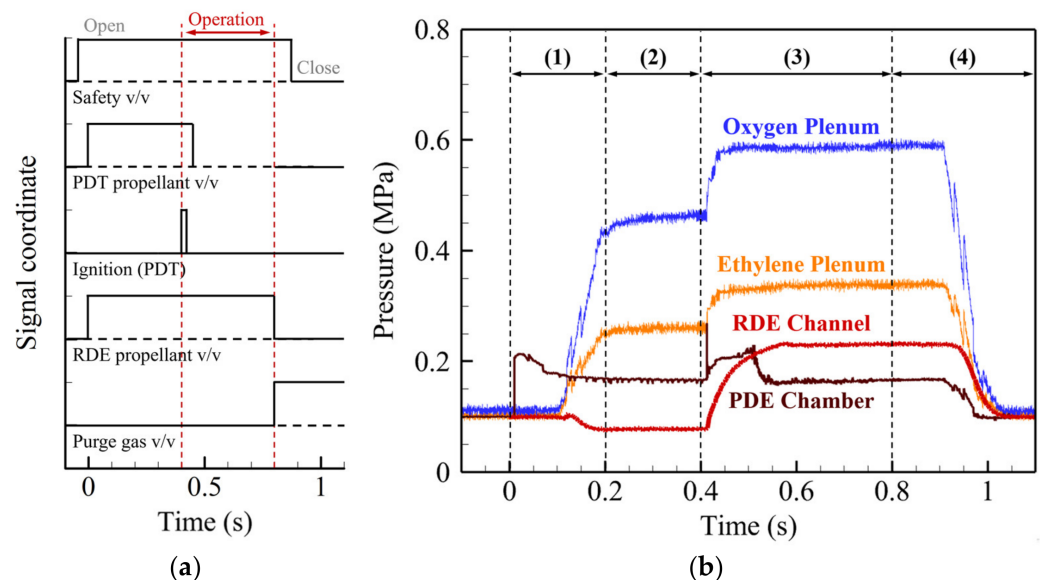 Open
Operation
Close
Safety v/v
PDT propellant v/v
Ignition (PDT)
RDE propellant v/v
Purge gas v/v
Signal coordinate
0
0.5
1
Time (s)
(a)
0.8
0.6
0.4
0.2
0
Pressure (MPa)
(1)
(2)
(3)
(4)
Oxygen Plenum
Ethylene Plenum
RDE Channel
PDE Chamber
0
0.2
0.4
0.6
0.8
1
Time (s)
(b)